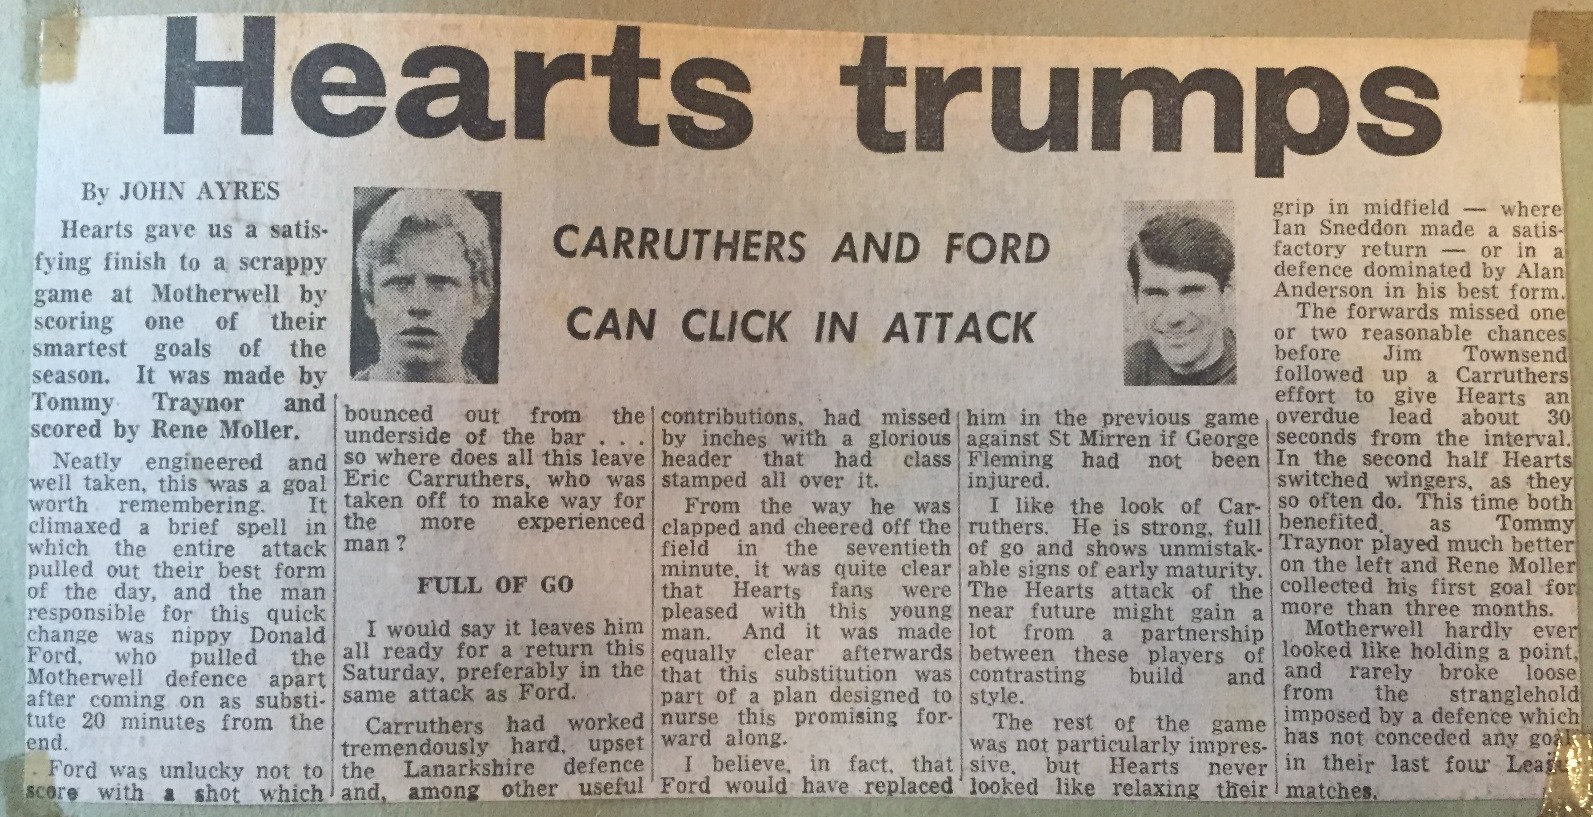 Hearts trumps
By JOHN AYRES
Hearts gave us a satis-
fying finish to a scrappy
game at Motherwell by
scoring one of their
smartest goals of the
season. It was made by
Tommy Traynor and
scored by Rene Moller.
Neatly engineered and
well taken, this was a goal
worth remembering. It
climaxed a brief spell in
which the entire attack
pulled out their best form
of the day, and the man
responsible for this quick
change was nippy Donald
Ford, who pulled the
Motherwell defence apart
after coming on as substi-
tute 20 minutes from the
end.
Ford was unlucky not to
score with a shot which
CARRUTHERS AND FORD
CAN CLICK IN ATTACK
bounced out from the
underside of the bar . . .
so where does all this leave
Eric Carruthers, who was
taken off to make way for
the more experienced
man ?
FULL OF GO
I would say it leaves him
all ready for a return this
Saturday, preferably in the
same attack as Ford.
Carruthers had worked
tremendously hard, upset
the Lanarkshire defence
and, among other useful
contributions, had missed
by inches with a glorious
header that had class
stamped all over it.
From the way he was
clapped and cheered off the
field in the seventieth
minute, it was quite clear
that Hearts fans were
pleased with this young
man. And it was made
equally clear afterwards
that this substitution was
part of a plan designed to
nurse this promising for-
ward along.
I believe, in fact, that
Ford would have replaced
him in the previous game
against St Mirren if George
Fleming had not been
injured.
I like the look of Car-
ruthers. He is strong, full
of go and shows unmistak-
able signs of early maturity.
The Hearts attack of the
near future might gain a
lot from a partnership
between these players of
contrasting build and
style.
The rest of the game
was not particularly impres-
sive, but Hearts never
looked like relaxing their
grip in midfield — where
Ian Sneddon made a satis-
factory return — or in a
defence dominated by Alan
Anderson in his best form.
The forwards missed one
or two reasonable chances
before Jim Townsend
followed up a Carruthers
effort to give Hearts an
overdue lead about 30
seconds from the interval.
In the second half Hearts
switched wingers, as they
so often do. This time both
benefited, as Tommy
Traynor played much better
on the left and Rene Moller
collected his first goal for
more than three months.
Motherwell hardly ever
looked like holding a point,
and rarely broke loose
from the stranglehold
imposed by a defence which
has not conceded any goal
in their last four
matches.